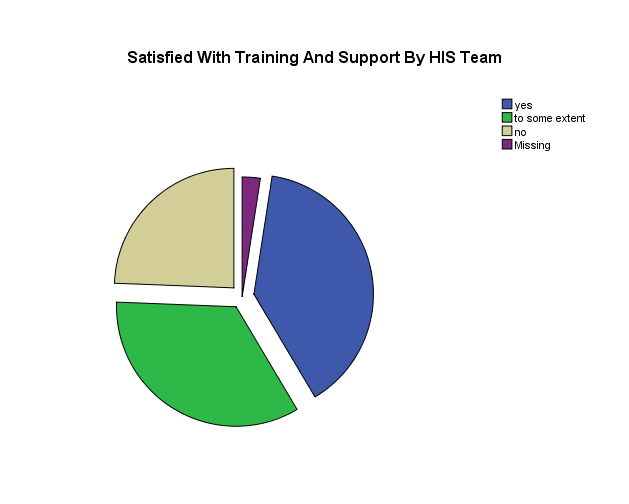 Satisfied With Training And Support By HIS Team
yes
to some extent
no
Missing